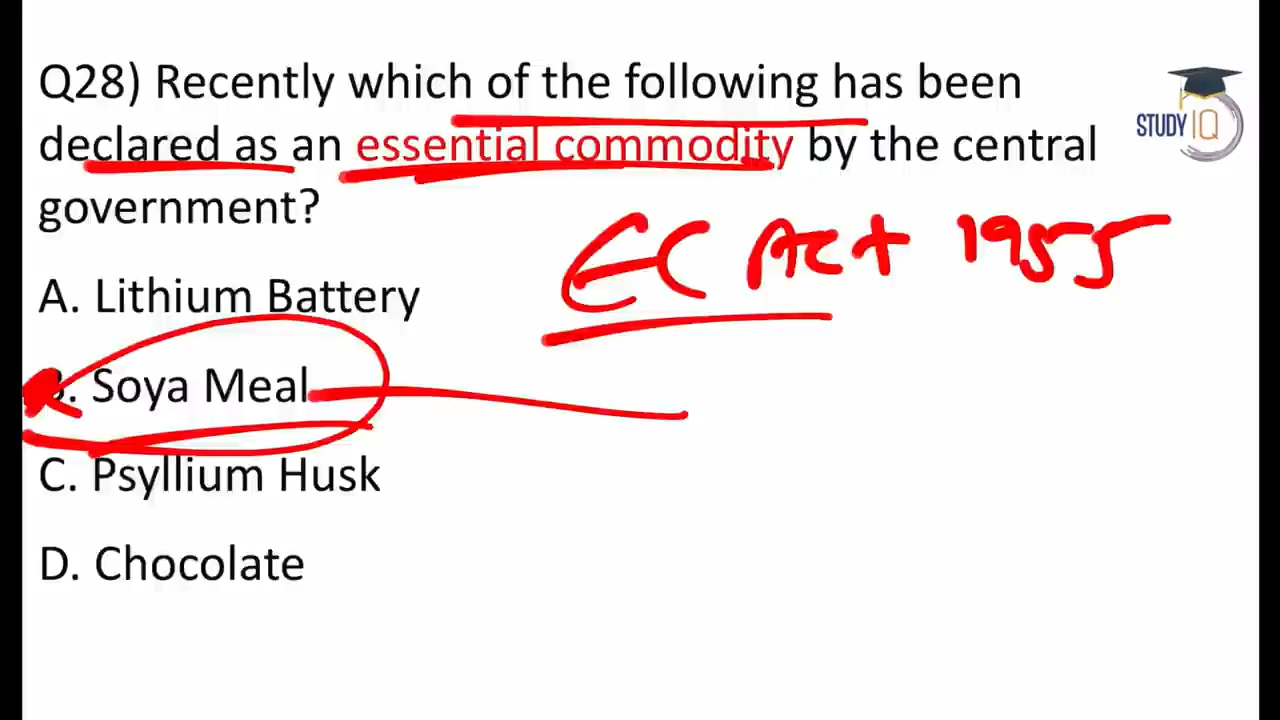 Q28) Recently which of the following has been
declared as an essential commodity by the central
government?
EC Act 1955
A. Lithium Battery
B. Soya Meal
C. Psyllium Husk
D. Chocolate
STUDY IQ